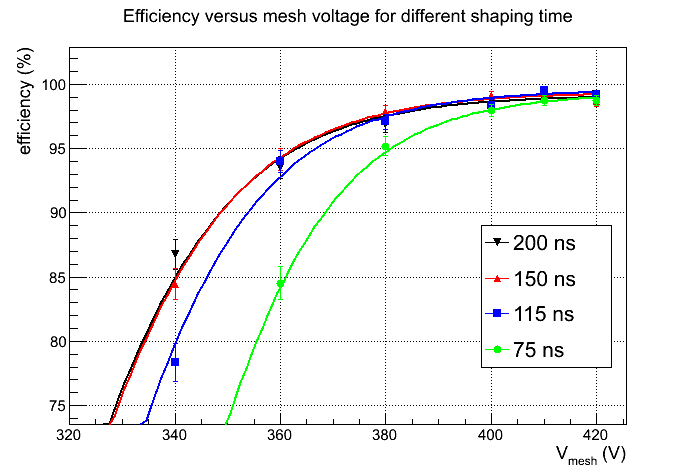 Efficiency versus mesh voltage for different shaping time
efficiency (%)
100
95
90
85
80
75
320 340 360 380 400 420
V_mesh (V)
200 ns
150 ns
115 ns
75 ns